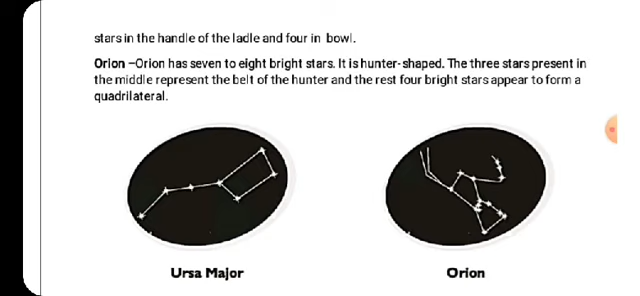 stars in the handle of the ladle and four in bowl.
Orion –Orion has seven to eight bright stars. It is hunter-shaped. The three stars present in
the middle represent the belt of the hunter and the rest four bright stars appear to form a
quadrilateral.
Ursa Major
Orion